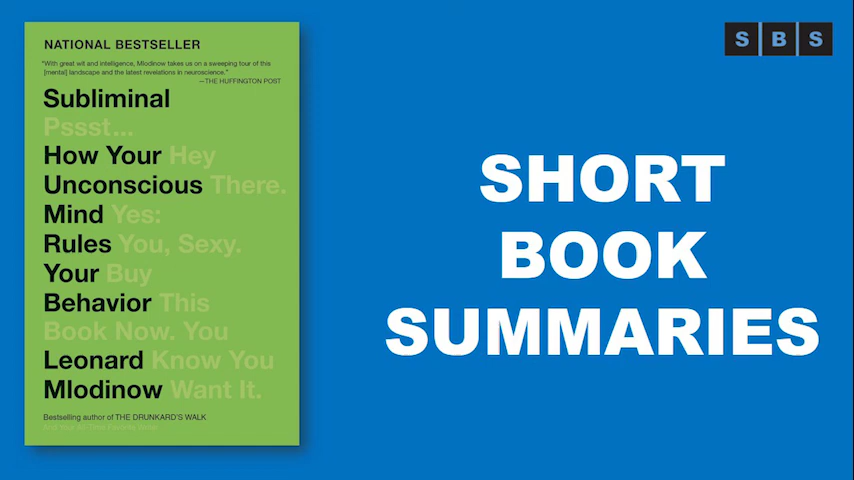 NATIONAL BESTSELLER
"With great wit and intelligence, Mlodinow takes us on a sweeping tour of this
[mental] landscape and the latest revelations in neuroscience."
—THE HUFFINGTON POST
Subliminal
Pssst...
How Your Hey
Unconscious There.
Mind Yes:
Rules You, Sexy.
Your Buy
Behavior This
Book Now. You
Leonard Know You
Mlodinow Want It.
Bestselling author of THE DRUNKARD'S WALK
S B S
SHORT
BOOK
SUMMARIES